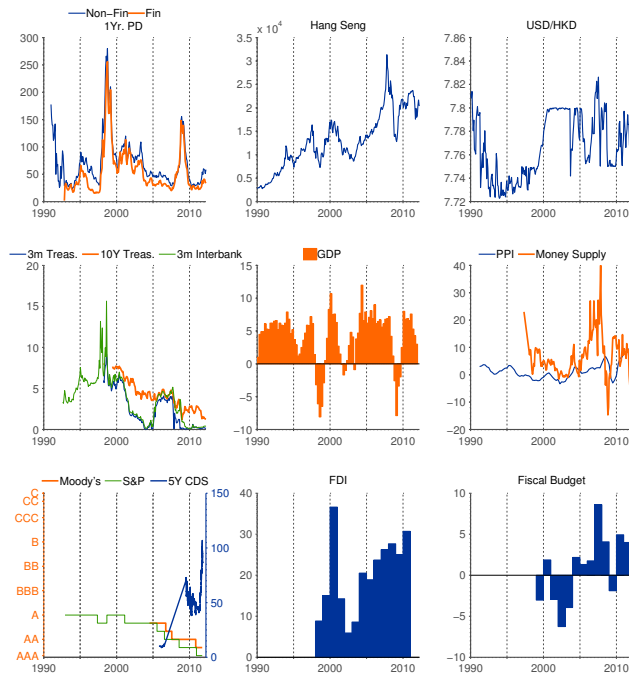 Non−Fin Fin
1Yr. PD
300
250
200
150
100
50
0
1990 2000 2010
Hang Seng
x 10^4
3.5
3
2.5
2
1.5
1
0.5
0
1990 2000 2010
USD/HKD
7.86
7.84
7.82
7.8
7.78
7.76
7.74
7.72
1990 2000 2010
3m Treas. 10Y Treas. 3m Interbank
20
15
10
5
0
1990 2000 2010
GDP
15
10
5
0
−5
−10
1990 2000 2010
PPI Money Supply
40
30
20
10
0
−10
−20
1990 2000 2010
Moody's S&P 5Y CDS
C
CC
CCC
B
BB
BBB
A
AA
AAA
150
100
50
0
1990 2000 2010
FDI
40
30
20
10
0
1990 2000 2010
Fiscal Budget
10
5
0
−5
−10
1990 2000 2010